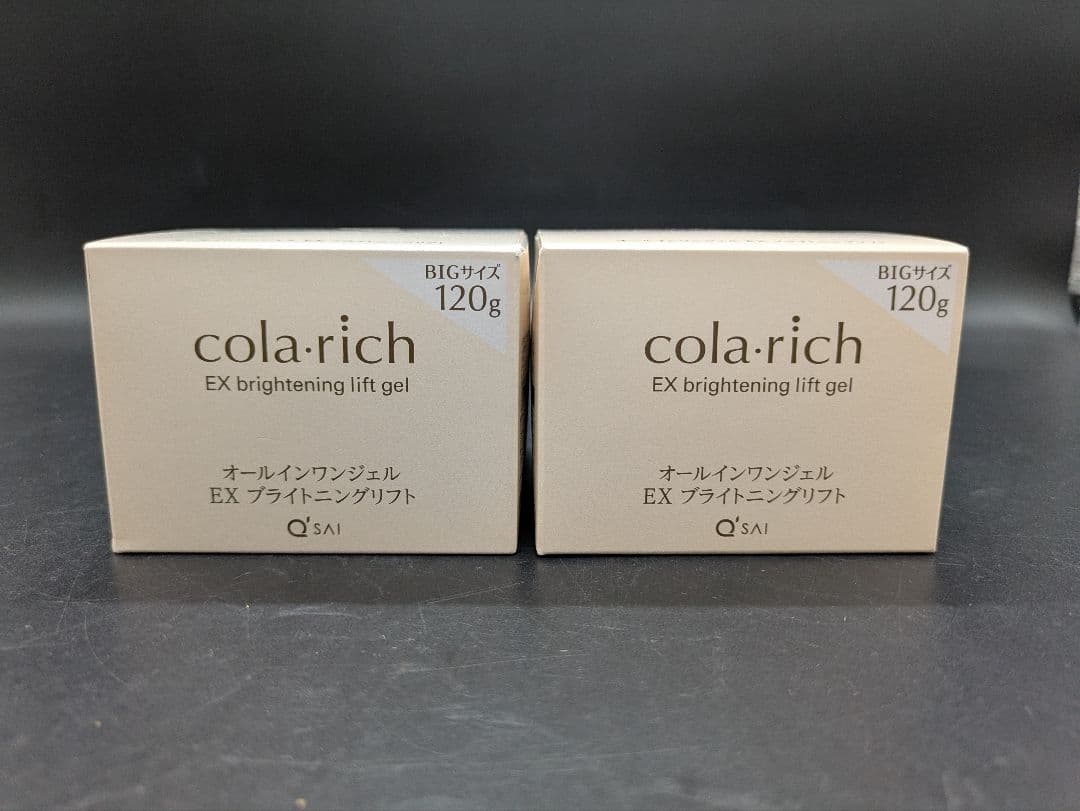 BIGサイズ
120g
cola·rich
EX brightening lift gel
オールインワンジェル
EX ブライトニングリフト
Q'SAI
BIGサイズ
120g
cola·rich
EX brightening lift gel
オールインワンジェル
EX ブライトニングリフト
Q'SAI